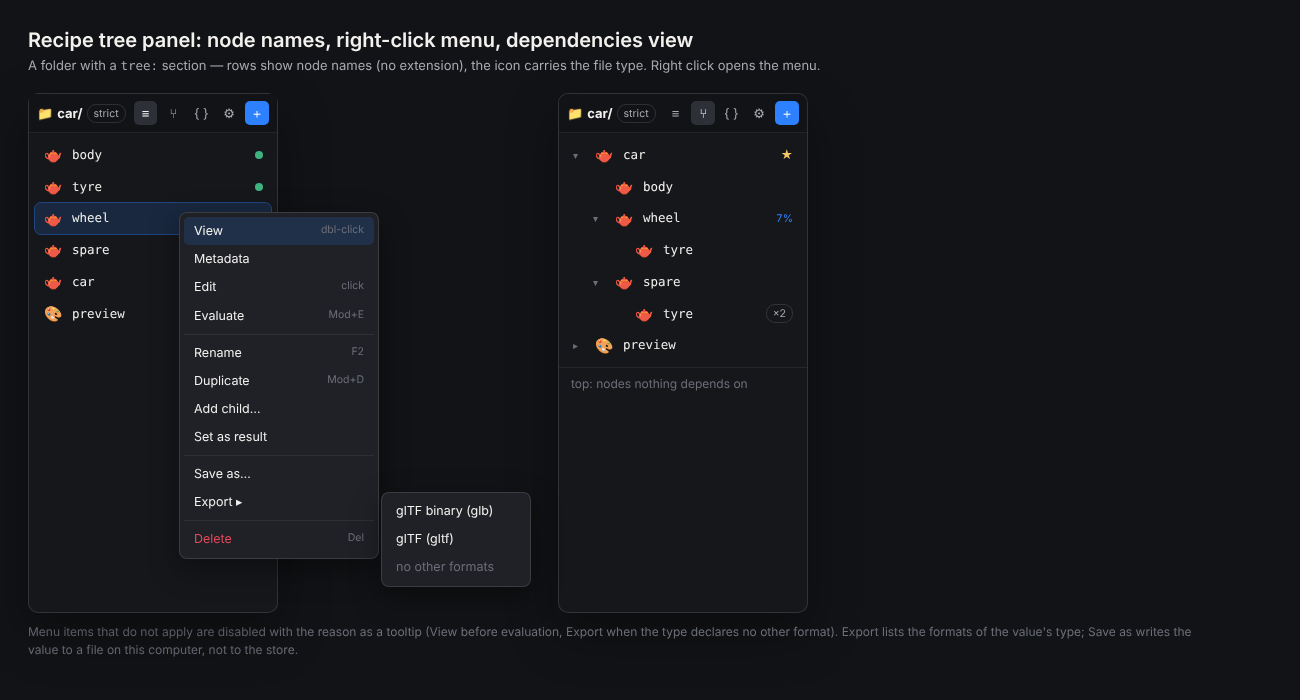 Recipe tree panel: node names, right-click menu, dependencies view
A folder with a tree: section — rows show node names (no extension), the icon carries the file type. Right click opens the menu.
car/ strict ≡ ⑂ { } ⚙ +
body
tyre
wheel
spare
car
preview
View dbl-click
Metadata
Edit click
Evaluate Mod+E
Rename F2
Duplicate Mod+D
Add child…
Set as result
Save as…
Export ▸
Delete Del
glTF binary (glb)
glTF (gltf)
no other formats
car/ strict ≡ ⑂ { } ⚙ +
▾ car ★
body
▾ wheel 7%
tyre
▾ spare
tyre ×2
▸ preview
top: nodes nothing depends on
Menu items that do not apply are disabled with the reason as a tooltip (View before evaluation, Export when the type declares no other format). Export lists the formats of the value's type; Save as writes the
value to a file on this computer, not to the store.